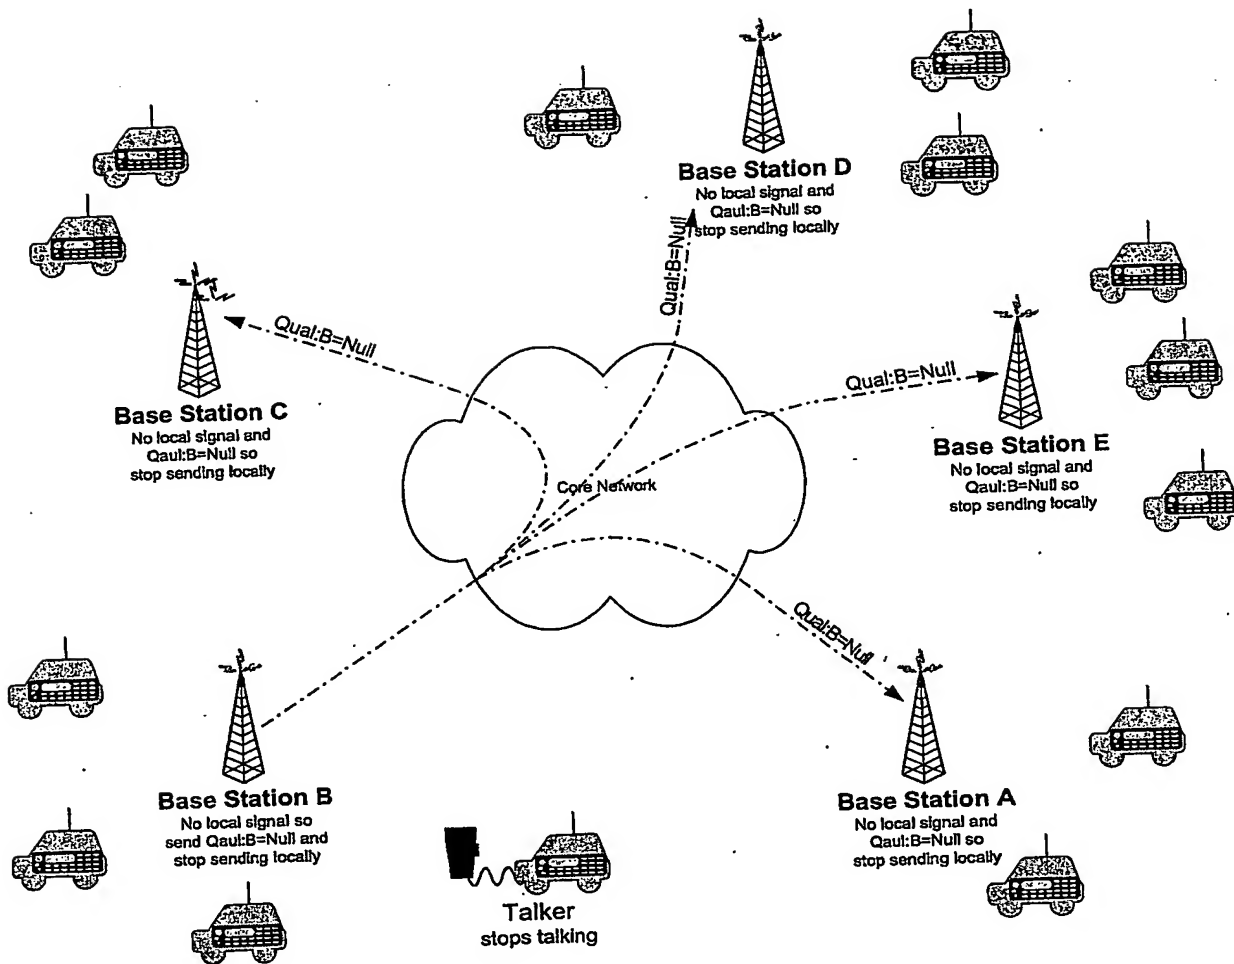 Base Station D
No local signal and
Qaul:B=Null so
stop sending locally
Qual:B=Null
Qual:B=Null
Base Station C
No local signal and
Qaul:B=Null so
stop sending locally
Qual:B=Null
Base Station E
No local signal and
Qaul:B=Null so
stop sending locally
Core Network
Qual:B=Null
Base Station B
No local signal so
send Qaul:B=Null and
stop sending locally
Base Station A
No local signal and
Qaul:B=Null so
stop sending locally
Talker
stops talking